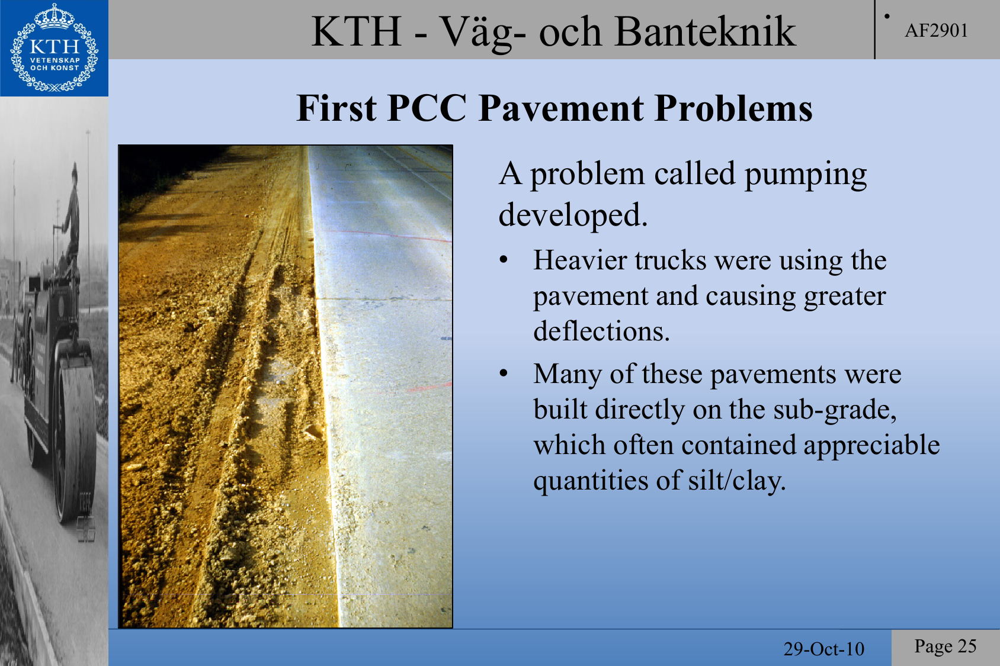 KTH
VETENSKAP
OCH KONST
KTH - Väg- och Banteknik
• AF2901
First PCC Pavement Problems
A problem called pumping
developed.
• Heavier trucks were using the
pavement and causing greater
deflections.
• Many of these pavements were
built directly on the sub-grade,
which often contained appreciable
quantities of silt/clay.
29-Oct-10
Page 25